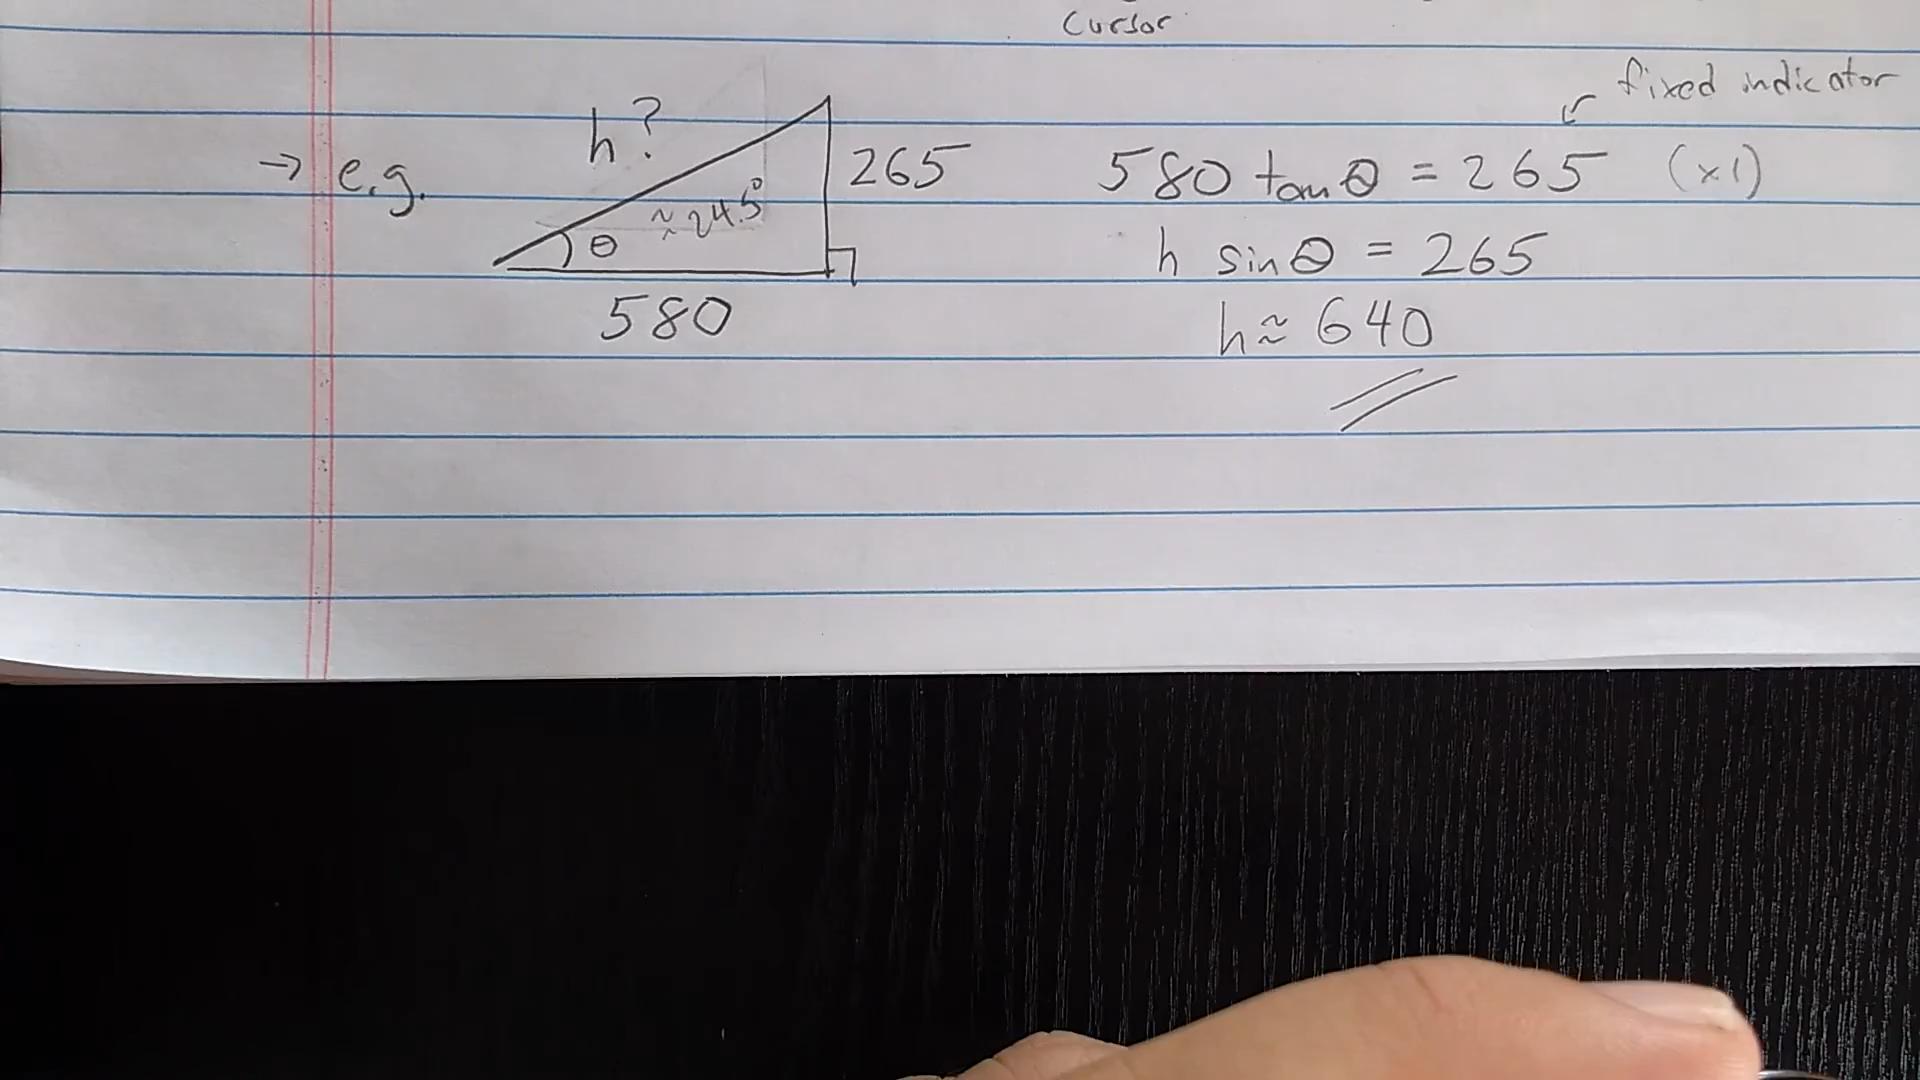 Cursor
fixed indicator
→ e.g.
h?
265
θ ≈ 24.5°
580
580 tan θ = 265 (×1)
h sin θ = 265
h ≈ 640